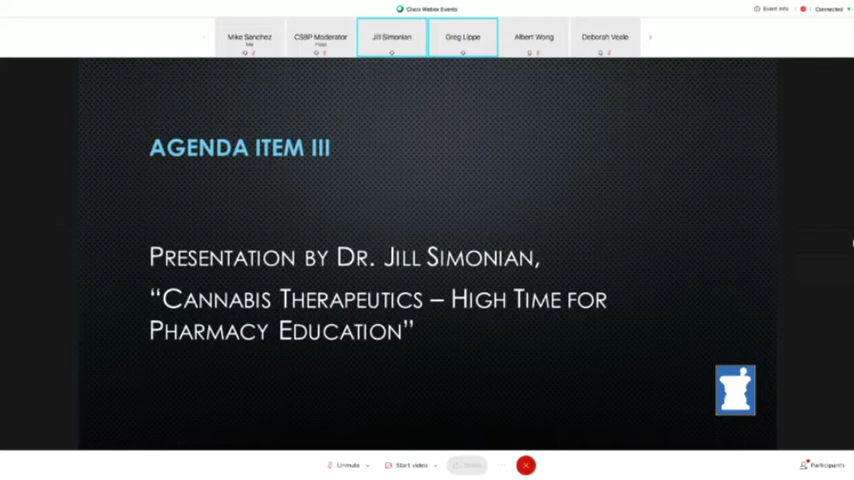 Cisco Webex Events
Event Info
Connected
Mike Sanchez
Me
CSBP Moderator
Host
Jill Simonian
Greg Lippe
Albert Wong
Deborah Veale
AGENDA ITEM III
PRESENTATION BY DR. JILL SIMONIAN,
“CANNABIS THERAPEUTICS – HIGH TIME FOR
PHARMACY EDUCATION”
Unmute
Start video
Share
Participants